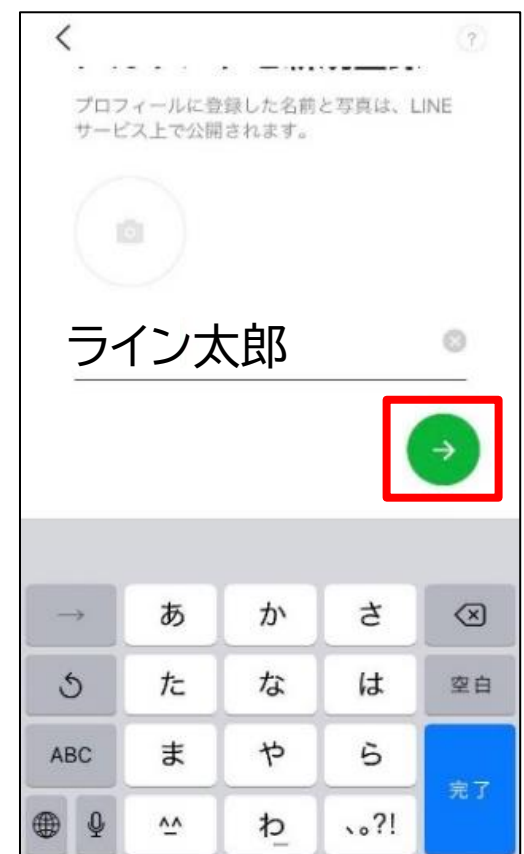 プロフィールに登録した名前と写真は、LINE
サービス上で公開されます。
ライン太郎
→ あ か さ
た な は 空白
ABC ま や ら
完了
^^ わ 、。?!